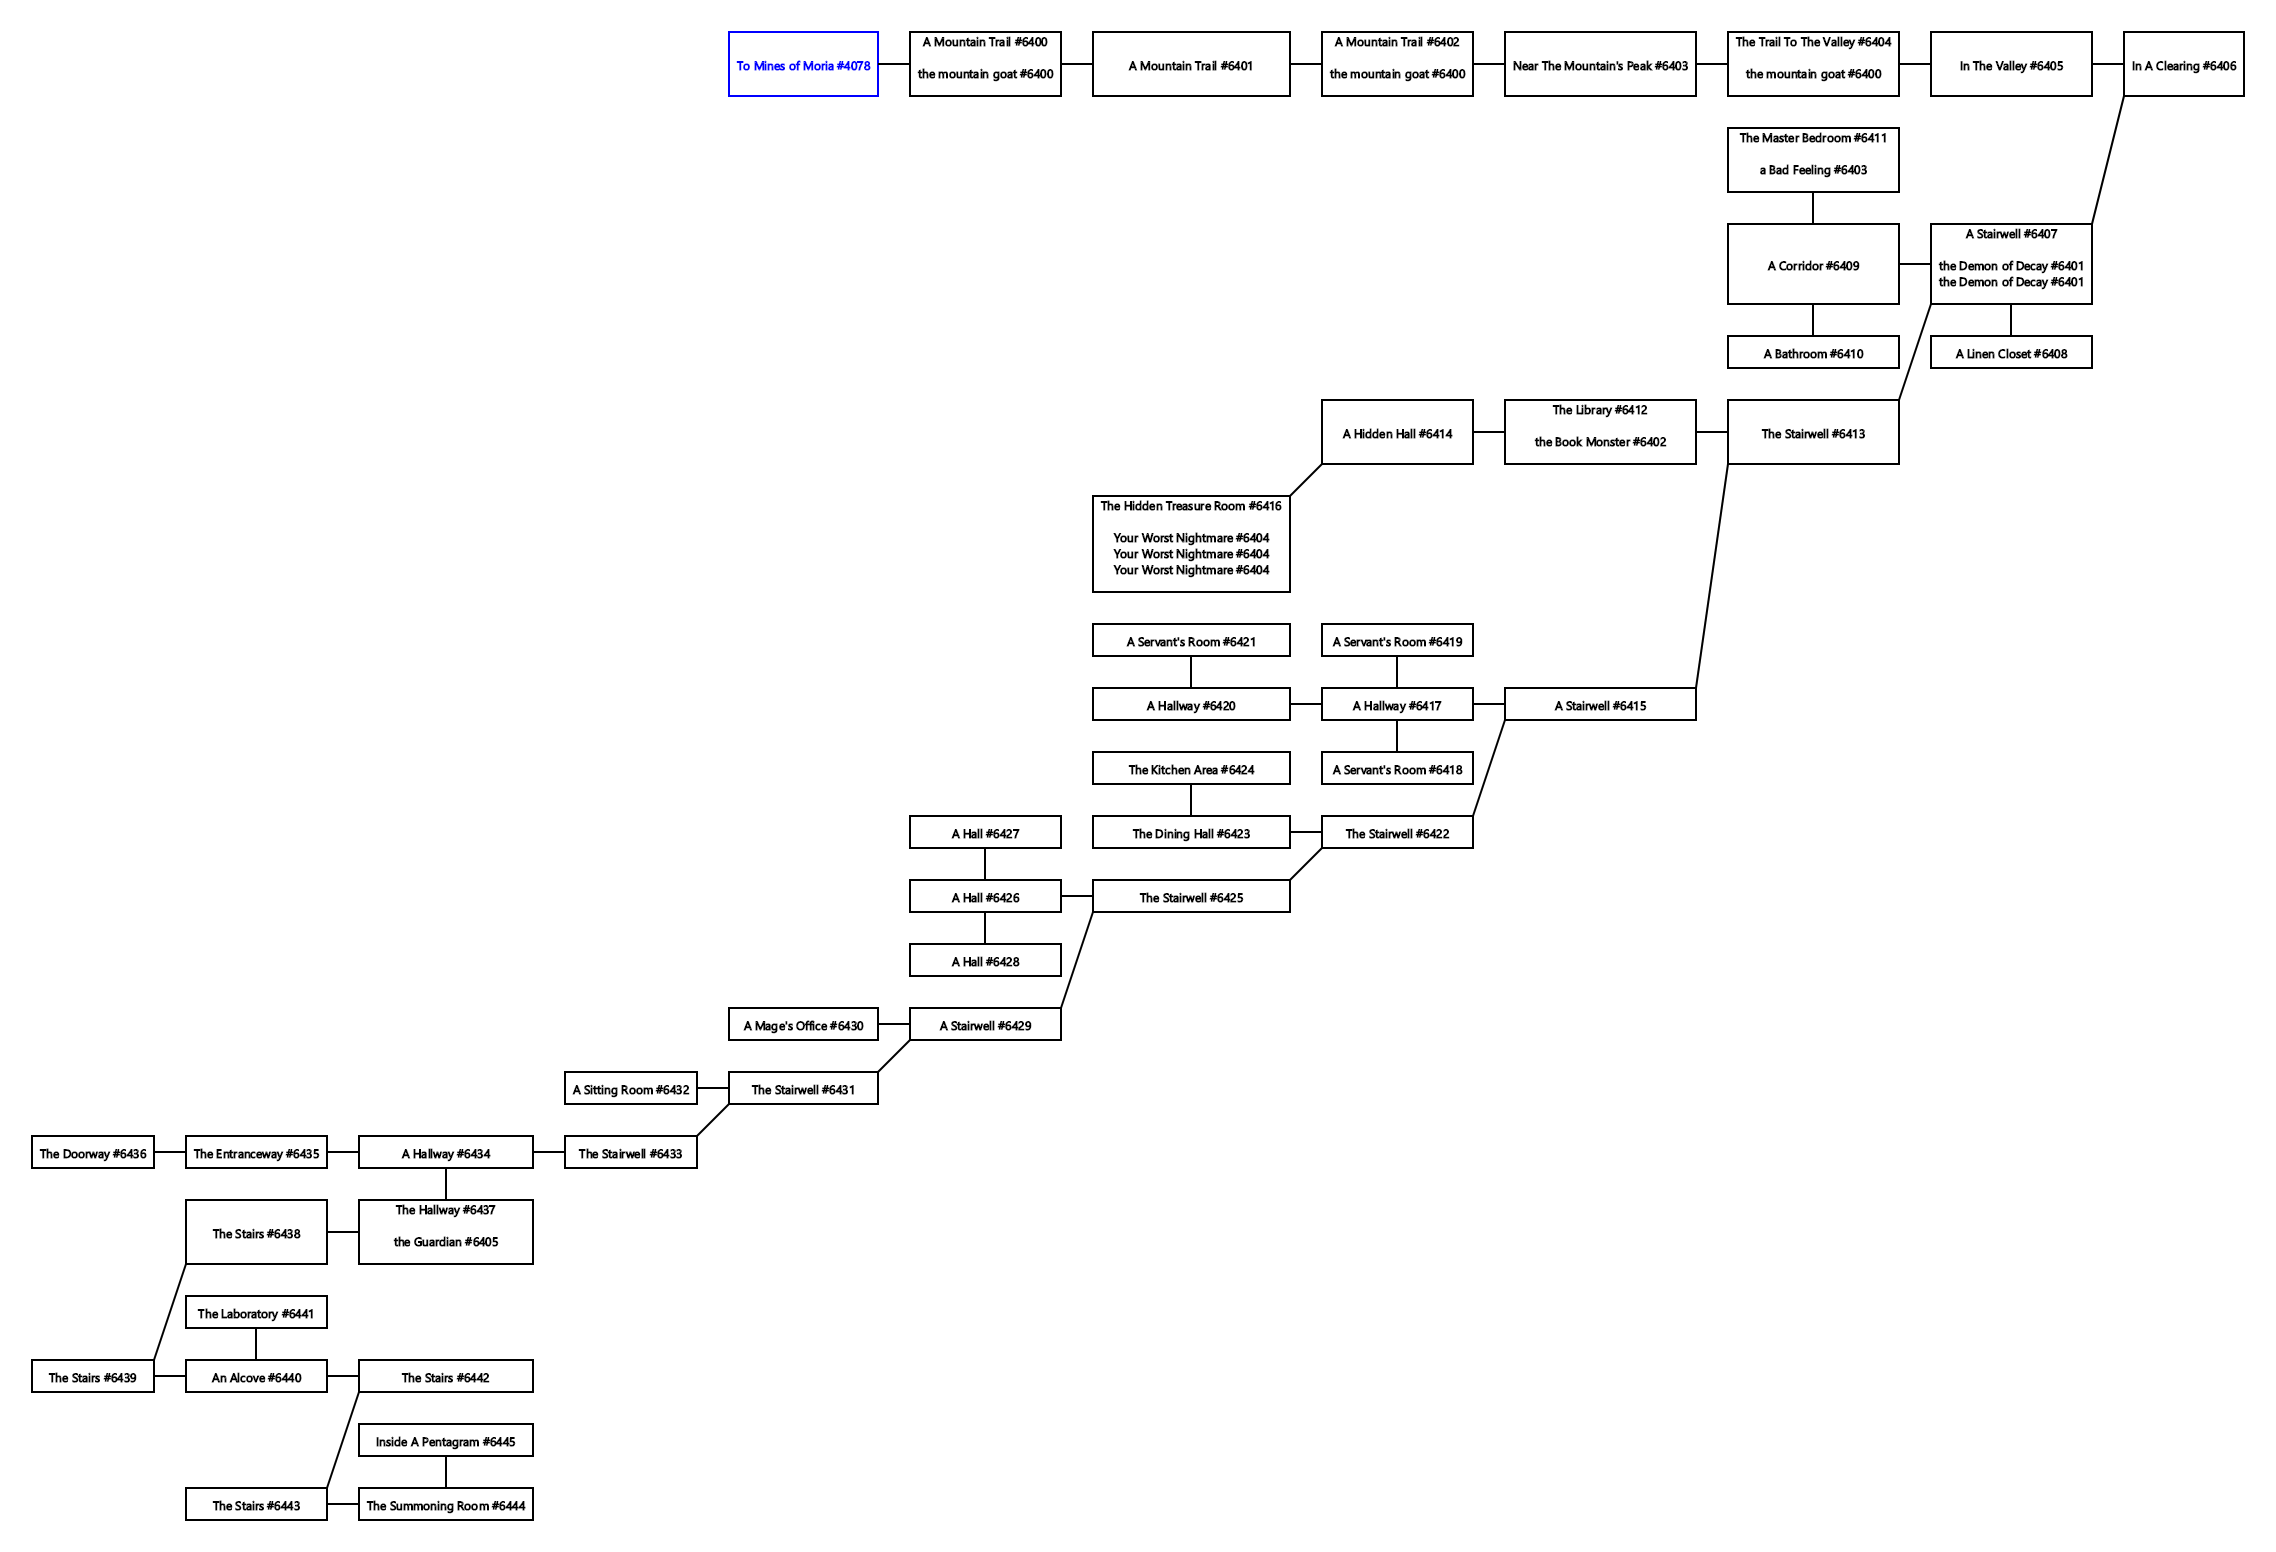 To Mines of Moria #4078
A Mountain Trail #6400
the mountain goat #6400
A Mountain Trail #6401
A Mountain Trail #6402
the mountain goat #6400
Near The Mountain's Peak #6403
The Trail To The Valley #6404
the mountain goat #6400
In The Valley #6405
In A Clearing #6406
The Master Bedroom #6411
a Bad Feeling #6403
A Corridor #6409
A Stairwell #6407
the Demon of Decay #6401
the Demon of Decay #6401
A Bathroom #6410
A Linen Closet #6408
A Hidden Hall #6414
The Library #6412
the Book Monster #6402
The Stairwell #6413
The Hidden Treasure Room #6416
Your Worst Nightmare #6404
Your Worst Nightmare #6404
Your Worst Nightmare #6404
A Servant's Room #6421
A Servant's Room #6419
A Hallway #6420
A Hallway #6417
A Stairwell #6415
The Kitchen Area #6424
A Servant's Room #6418
A Hall #6427
The Dining Hall #6423
The Stairwell #6422
A Hall #6426
The Stairwell #6425
A Hall #6428
A Mage's Office #6430
A Stairwell #6429
A Sitting Room #6432
The Stairwell #6431
The Doorway #6436
The Entranceway #6435
A Hallway #6434
The Stairwell #6433
The Stairs #6438
The Hallway #6437
the Guardian #6405
The Laboratory #6441
The Stairs #6439
An Alcove #6440
The Stairs #6442
Inside A Pentagram #6445
The Stairs #6443
The Summoning Room #6444